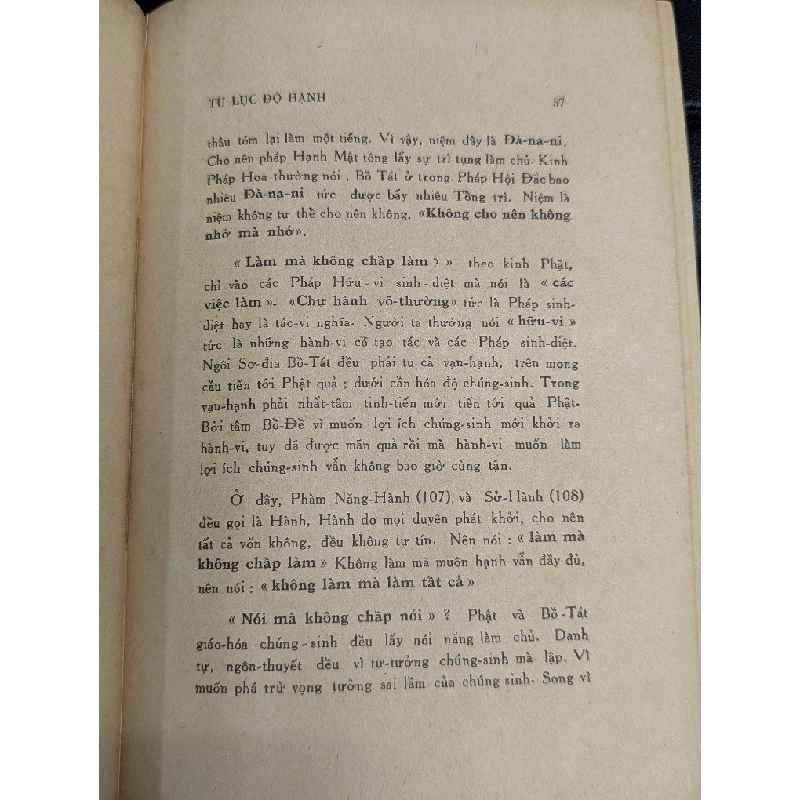 TU LỤC ĐỘ HẠNH 57
thâu tóm lại làm một tiếng. Vì vậy, niệm đây là Đà-na-ni.
Cho nên pháp Hạnh Mật tông lấy sự trì tụng làm chủ. Kinh
Pháp Hoa thường nói, Bồ Tát ở trong Pháp Hội Đắc bao
nhiêu Đà-na-ni tức được bấy nhiêu Tổng trì. Niệm là
niệm không tự thể cho nên không, «Không cho nên không
nhớ mà nhớ».
« Làm mà không chấp làm ? » theo kinh Phật,
chỉ vào các Pháp Hữu-vi sinh-diệt mà nói là « các
việc làm ». «Chư hành vô-thường» tức là Pháp sinh-
diệt hay là tác-vi nghĩa. Người ta thường nói « hữu-vi »
tức là những hành-vi có tạo tác và các Pháp sinh-diệt.
Ngôi Sơ-địa Bồ-Tát đều phải tu cả vạn-hạnh, trên mong
cầu tiến tới Phật quả ; dưới cần hóa độ chúng-sinh. Trong
vạn-hạnh phải nhất-tâm tinh-tiến mới tiến tới quả Phật.
Bởi tâm Bồ-Đề vì muốn lợi ích chúng-sinh mới khởi ra
hành-vi, tuy đã được mãn quả rồi mà hành-vi muốn làm
lợi ích chúng-sinh vẫn không bao giờ cùng tận.
Ở đây, Phàm Năng-Hành (107) và Sở-Hành (108)
đều gọi là Hành, Hành do mọi duyên phát khởi, cho nên
tất cả vốn không, đều không tự tín. Nên nói : « làm mà
không chấp làm » Không làm mà muôn hạnh vẫn đầy đủ,
nên nói : « không làm mà làm tất cả »
« Nói mà không chấp nói » ? Phật và Bồ-Tát
giáo-hóa chúng-sinh đều lấy nói năng làm chủ. Danh
tự, ngôn-thuyết đều vì tư-tưởng chúng-sinh mà lập. Vì
muốn phá trừ vọng tưởng sai lầm của chúng sinh. Song vì